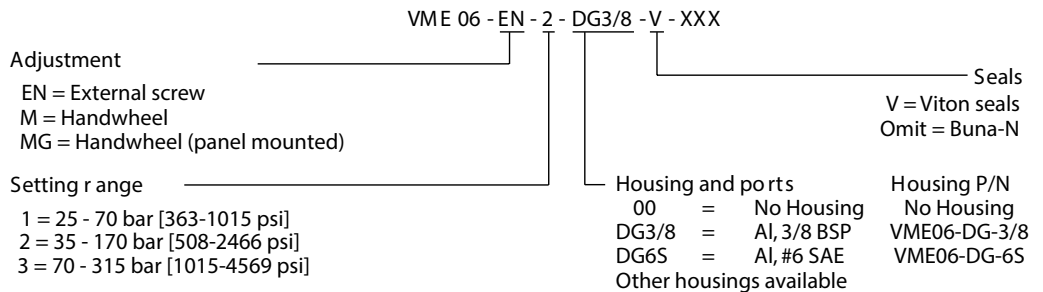 VME 06 - EN - 2 - DG3/8 - V - XXX
Adjustment
EN = External screw
M = Handwheel
MG = Handwheel (panel mounted)
Seals
V = Viton seals
Omit = Buna-N
Setting range
1 = 25 - 70 bar [363-1015 psi]
2 = 35 - 170 bar [508-2466 psi]
3 = 70 - 315 bar [1015-4569 psi]
Housing and ports Housing P/N
00 = No Housing No Housing
DG3/8 = Al, 3/8 BSP VME06-DG-3/8
DG6S = Al, #6 SAE VME06-DG-6S
Other housings available